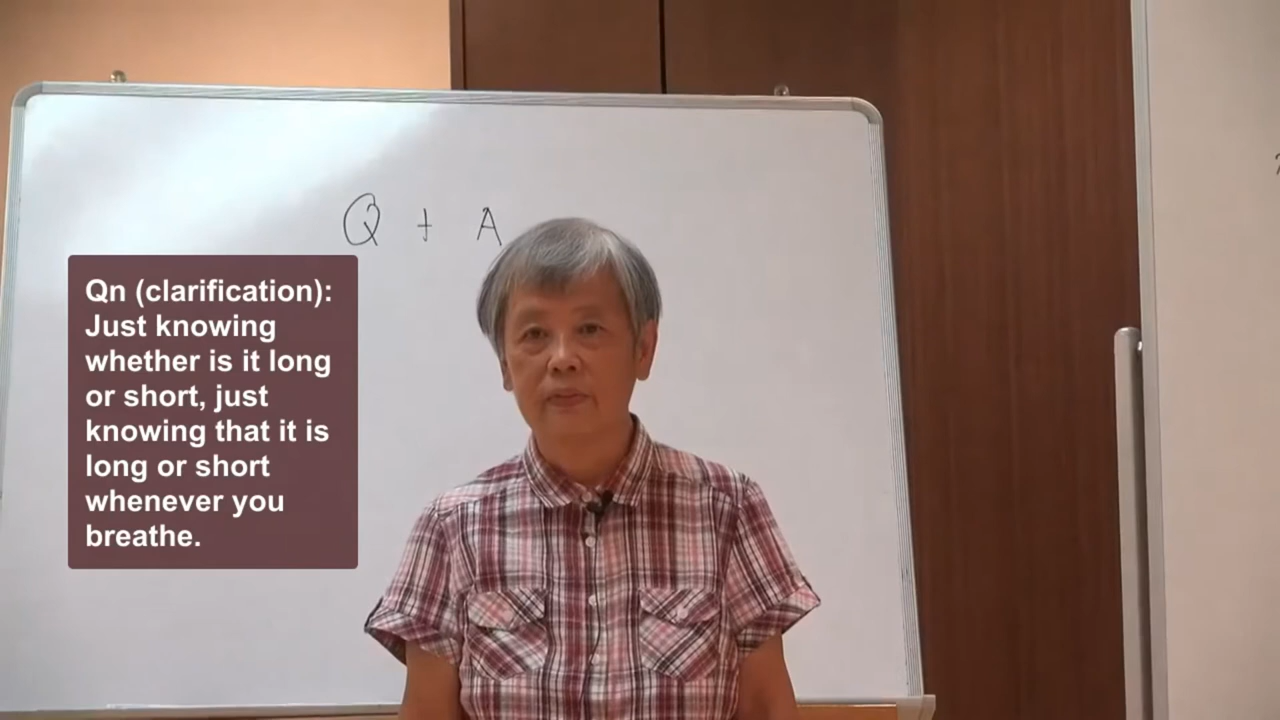 Q + A
Qn (clarification):
Just knowing
whether is it long
or short, just
knowing that it is
long or short
whenever you
breathe.